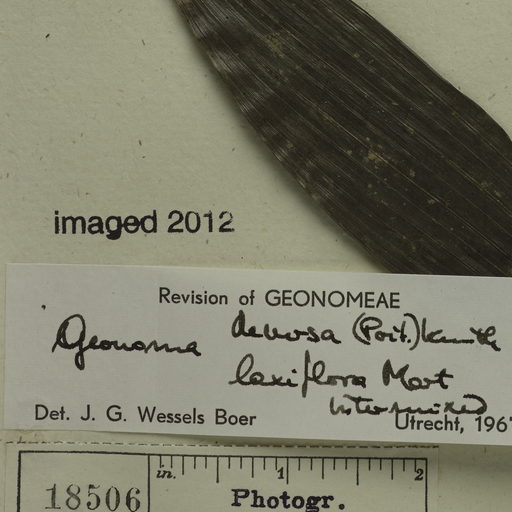 imaged 2012
Revision of GEONOMEAE
Geonoma deversa (Poit.) Kunth
laxiflora Mart
Intermixed
Det. J. G. Wessels Boer
Utrecht, 196
in. 1 2
18506
Photogr.